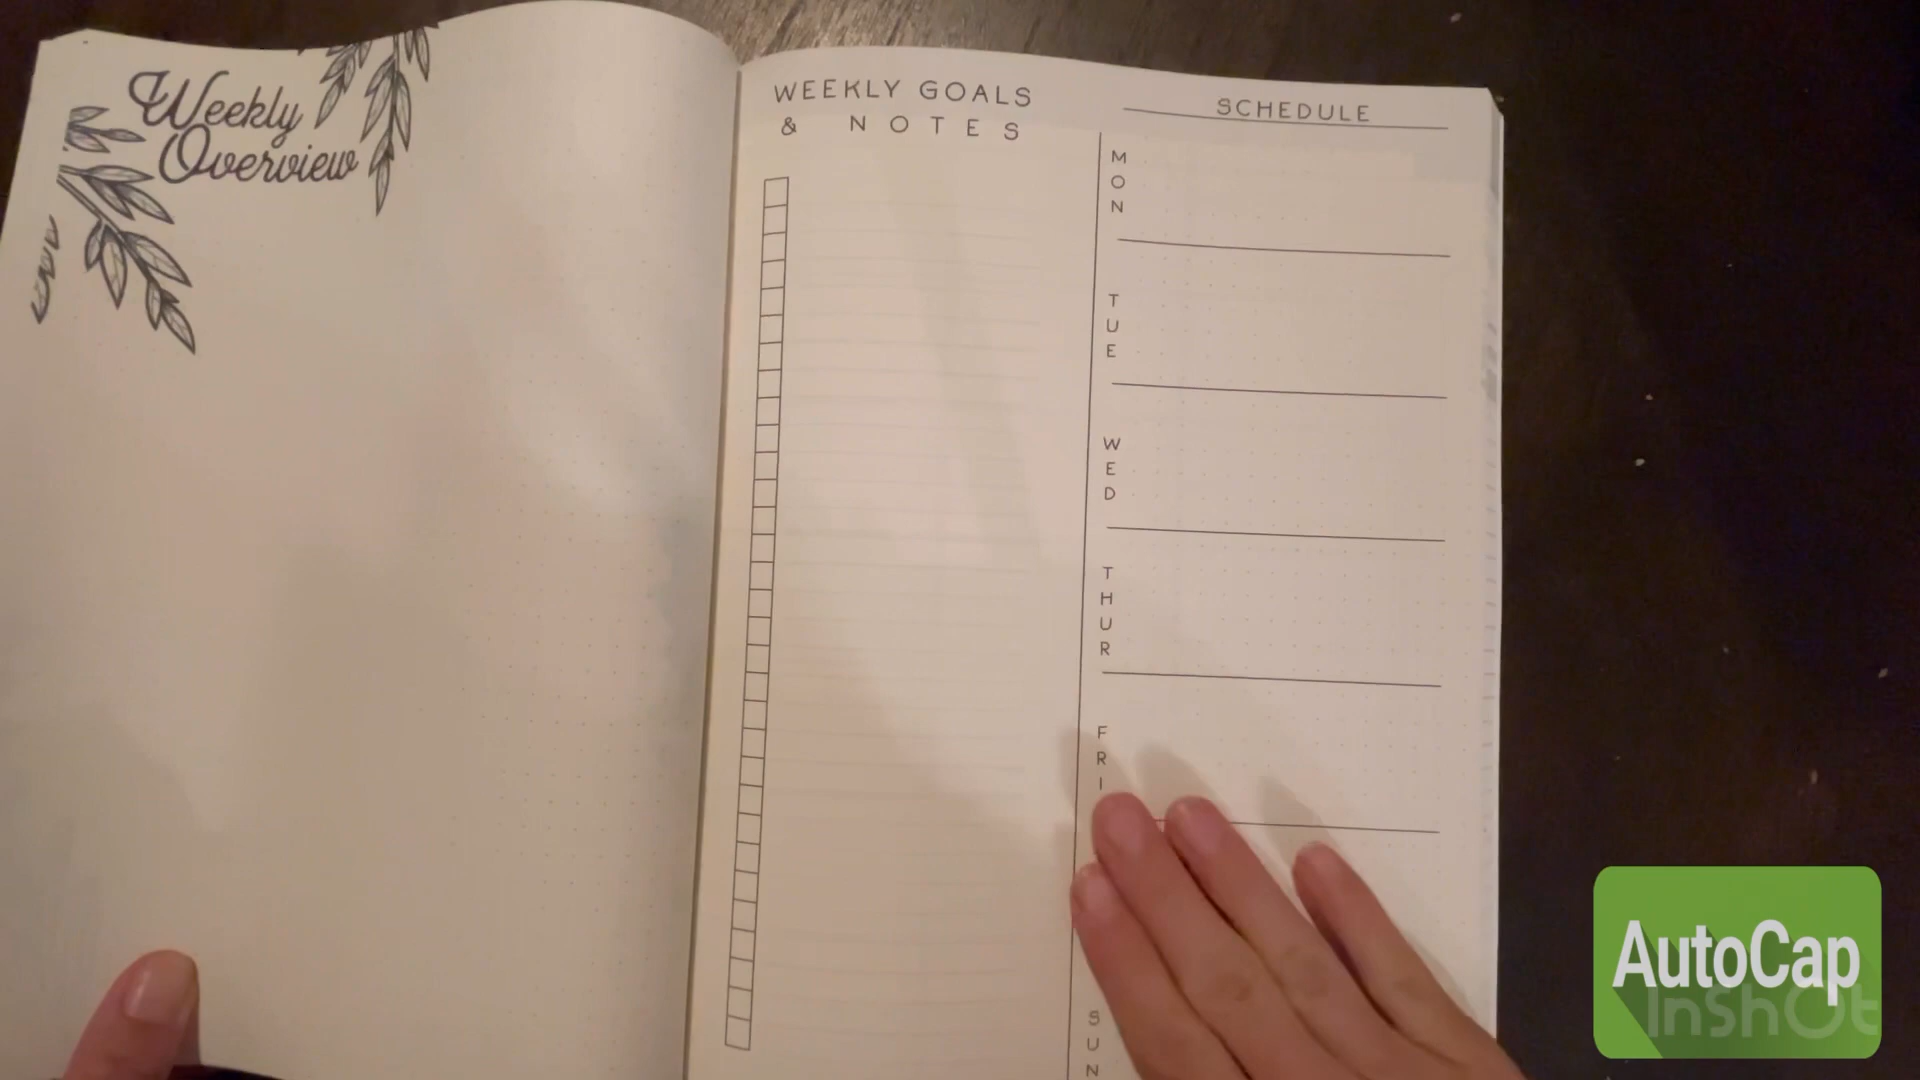 Weekly
Overview
WEEKLY GOALS
& NOTES
SCHEDULE
MON
TUE
WED
THUR
FRI
SUN
AutoCap
InShOt